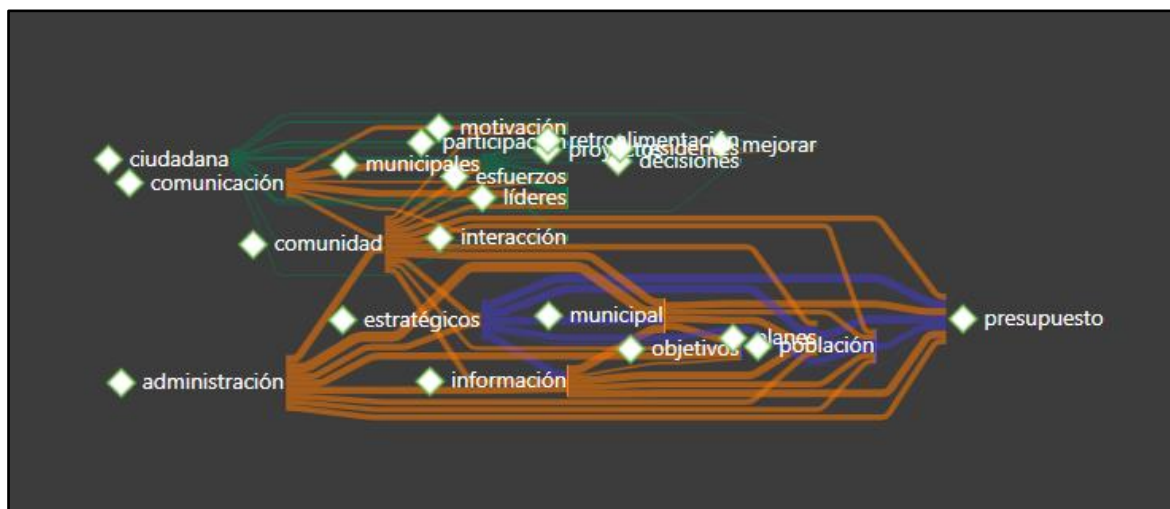 motivación
participación
retroalimentación
proyectos
residentes
mejorar
decisiones
ciudadana
municipales
comunicación
esfuerzos
líderes
comunidad
interacción
estratégicos
municipal
presupuesto
objetivos
planes
población
administración
información